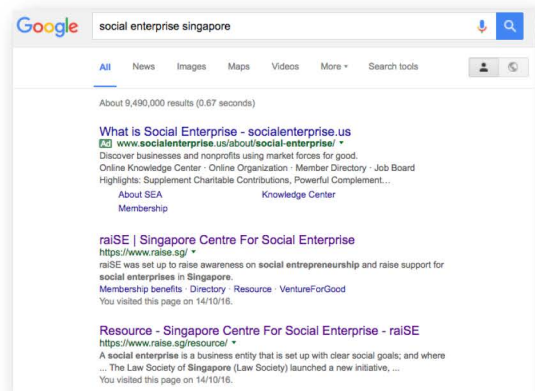 Google social enterprise singapore
All News Images Maps Videos More Search tools
About 9,490,000 results (0.67 seconds)
What is Social Enterprise - socialenterprise.us
Ad www.socialenterprise.us/about/social-enterprise/
Discover businesses and nonprofits using market forces for good.
Online Knowledge Center · Online Organization · Member Directory · Job Board
Highlights: Supplement Charitable Contributions, Powerful Complement…
About SEA Knowledge Center
Membership
raiSE | Singapore Centre For Social Enterprise
https://www.raise.sg/
raiSE was set up to raise awareness on social entrepreneurship and raise support for
social enterprises in Singapore.
Membership benefits · Directory · Resource · VentureForGood
You visited this page on 14/10/16.
Resource - Singapore Centre For Social Enterprise - raiSE
https://www.raise.sg/resource/
A social enterprise is a business entity that is set up with clear social goals; and where
... The Law Society of Singapore (Law Society) launched a new initiative, ...
You visited this page on 14/10/16.